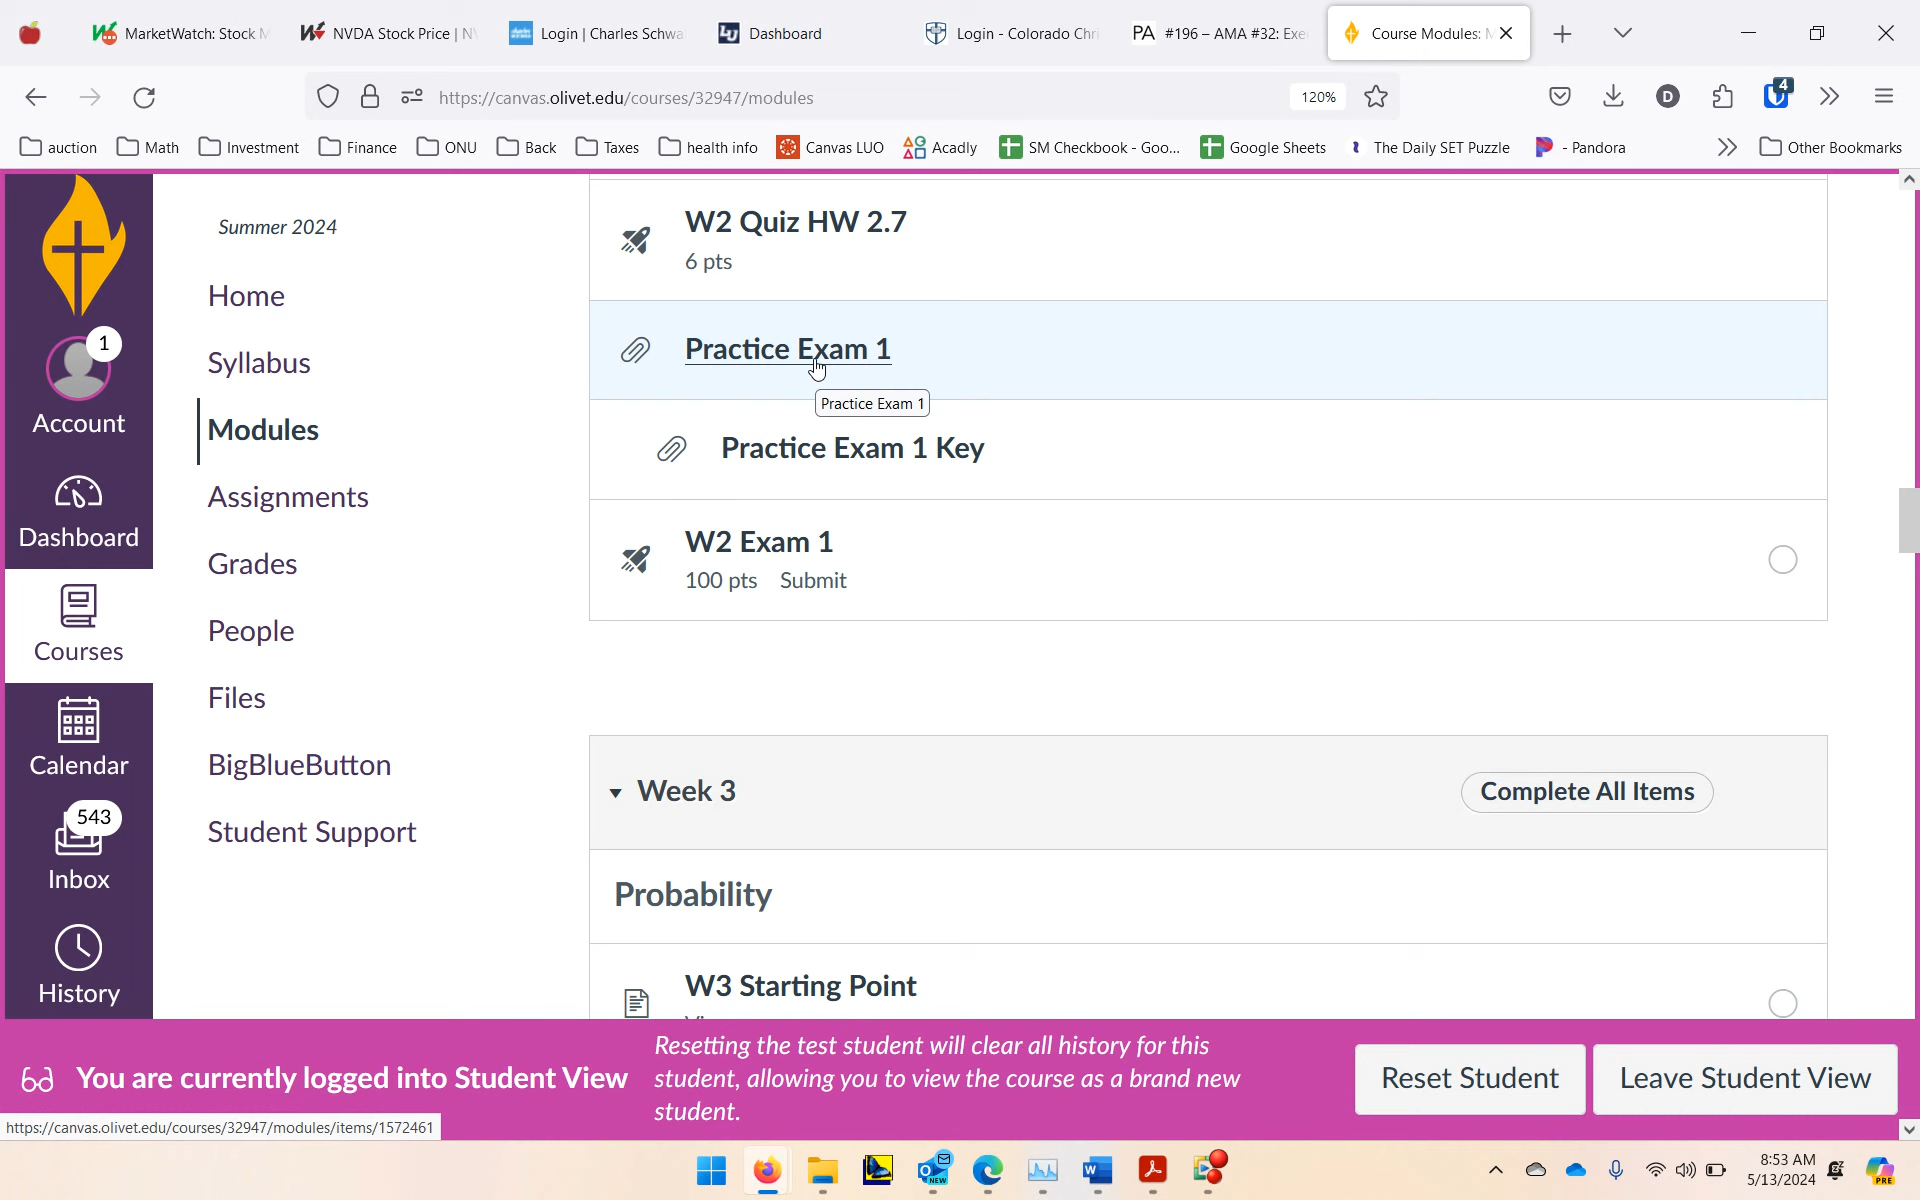 MarketWatch: Stock M
NVDA Stock Price | N
Login | Charles Schwa
Dashboard
Login - Colorado Chri
PA #196 – AMA #32: Exe
Course Modules: M
https://canvas.olivet.edu/courses/32947/modules
120%
D
4
auction
Math
Investment
Finance
ONU
Back
Taxes
health info
Canvas LUO
Acadly
SM Checkbook - Goo...
Google Sheets
The Daily SET Puzzle
- Pandora
Other Bookmarks
1
Account
Dashboard
Courses
Calendar
543
Inbox
History
Summer 2024
Home
Syllabus
Modules
Assignments
Grades
People
Files
BigBlueButton
Student Support
W2 Quiz HW 2.7
6 pts
Practice Exam 1
Practice Exam 1
Practice Exam 1 Key
W2 Exam 1
100 pts Submit
Week 3
Complete All Items
Probability
W3 Starting Point
You are currently logged into Student View
Resetting the test student will clear all history for this
student, allowing you to view the course as a brand new
student.
Reset Student
Leave Student View
https://canvas.olivet.edu/courses/32947/modules/items/1572461
NEW
8:53 AM
5/13/2024
PRE